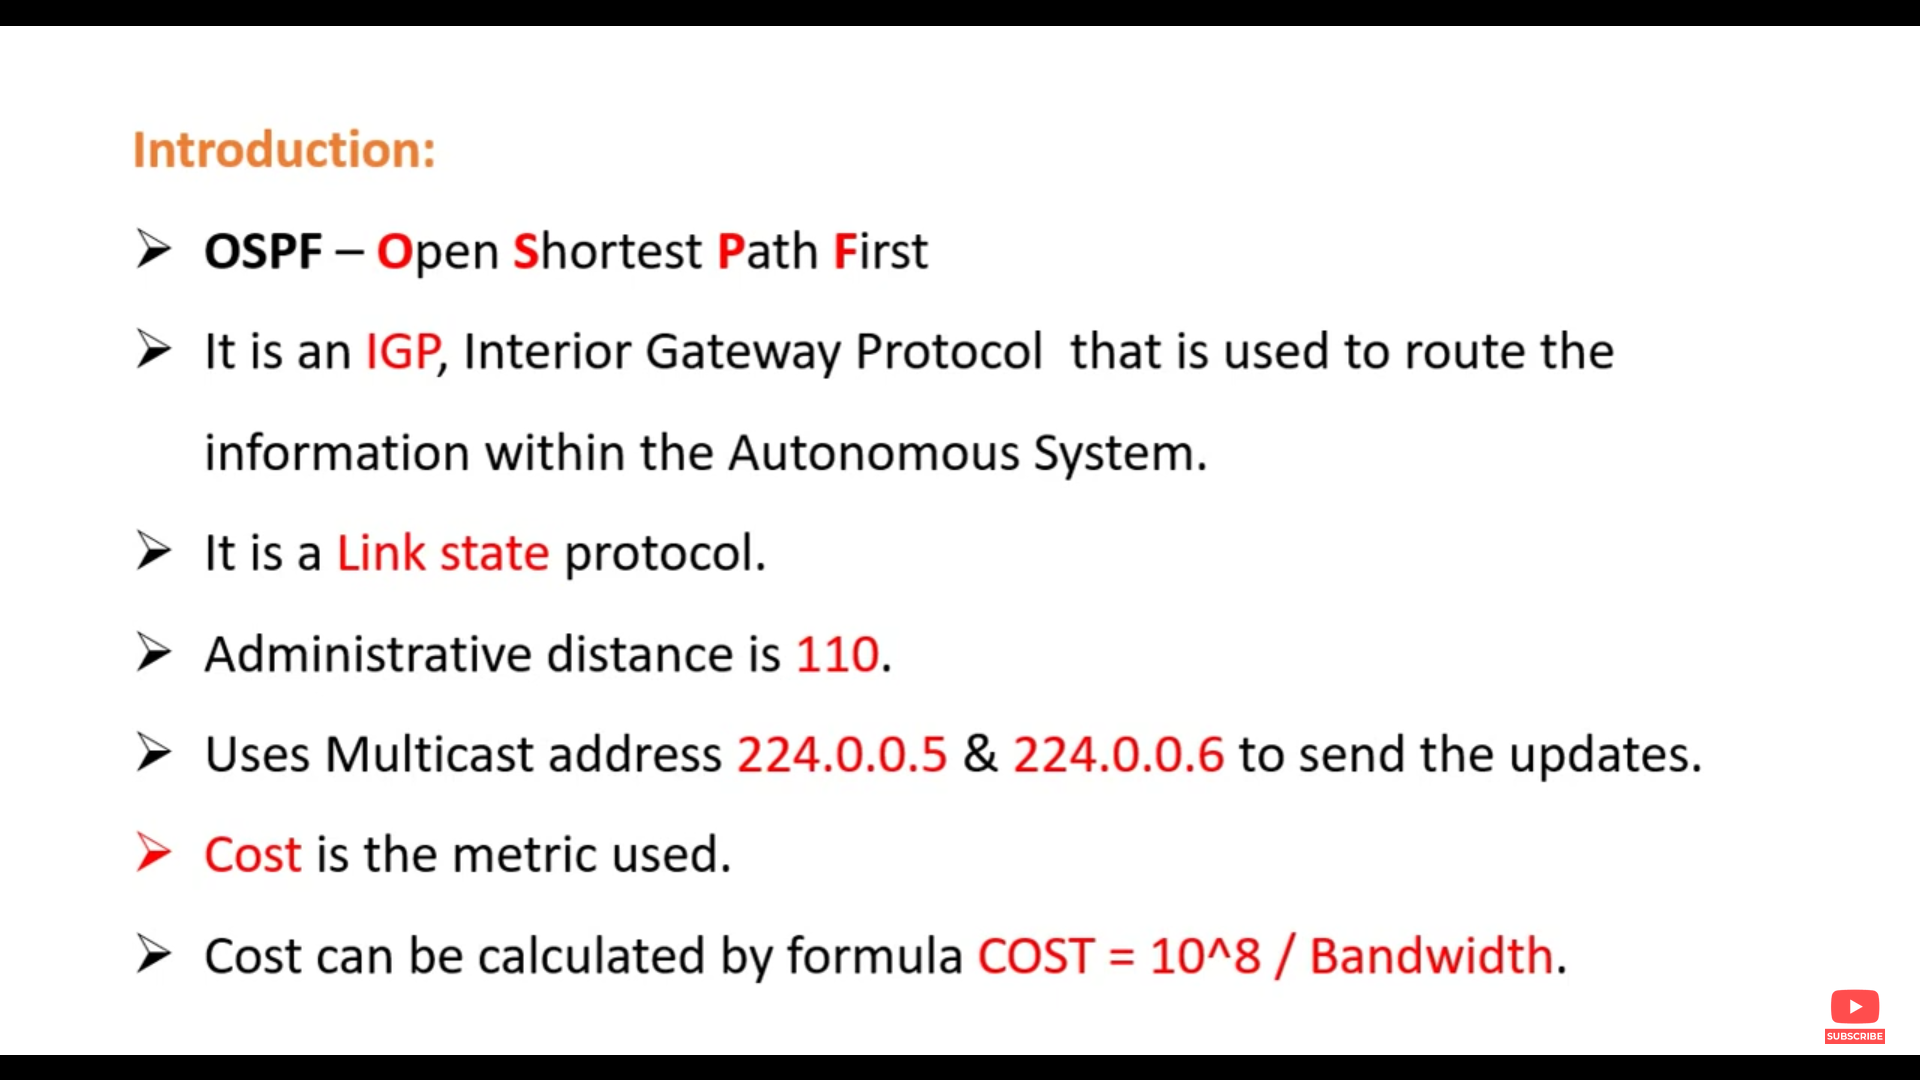 Introduction:
➢ OSPF – Open Shortest Path First
➢ It is an IGP, Interior Gateway Protocol  that is used to route the
information within the Autonomous System.
➢ It is a Link state protocol.
➢ Administrative distance is 110.
➢ Uses Multicast address 224.0.0.5 & 224.0.0.6 to send the updates.
➢ Cost is the metric used.
➢ Cost can be calculated by formula COST = 10^8 / Bandwidth.
SUBSCRIBE